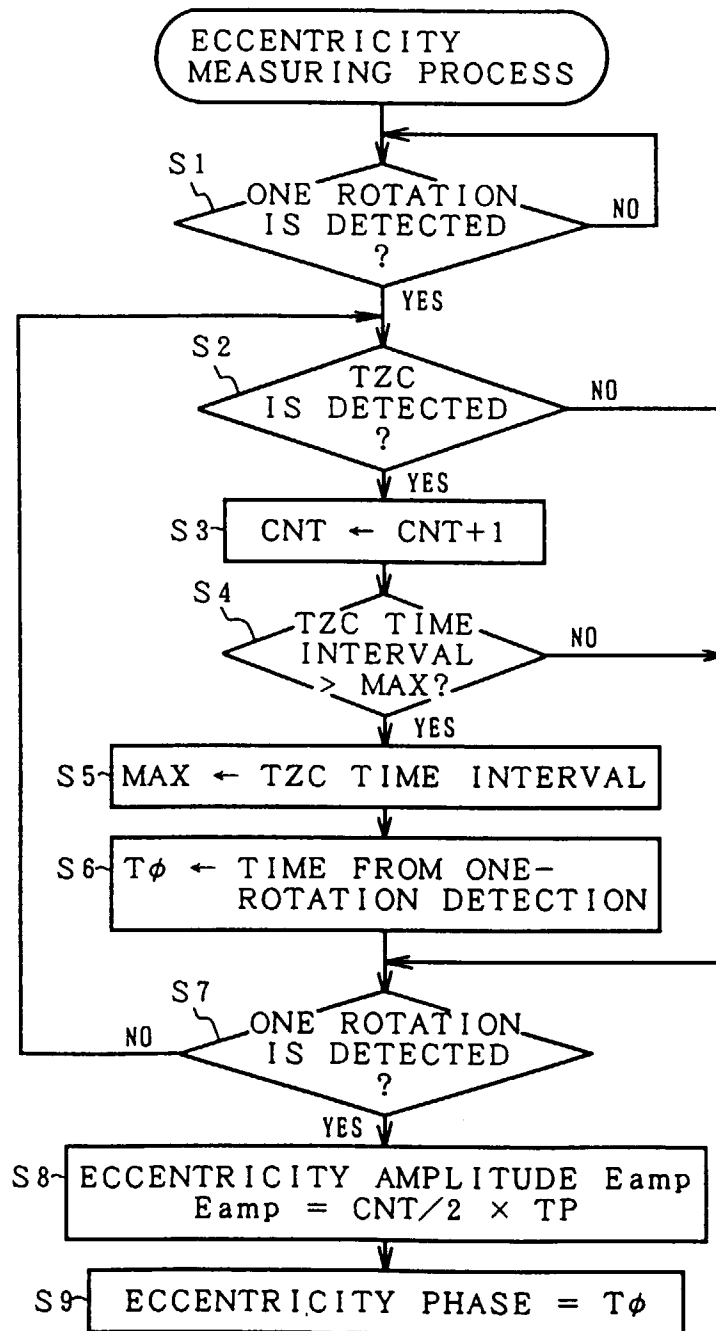 ECCENTRICITY
MEASURING PROCESS
S1
ONE ROTATION
IS DETECTED
?
NO
YES
S2
TZC
IS DETECTED
?
NO
YES
S3
CNT ← CNT+1
S4
TZC TIME
INTERVAL
> MAX?
NO
YES
S5
MAX ← TZC TIME INTERVAL
S6
Tϕ ← TIME FROM ONE-
ROTATION DETECTION
S7
ONE ROTATION
IS DETECTED
?
NO
YES
S8
ECCENTRICITY AMPLITUDE Eamp
Eamp = CNT/2 × TP
S9
ECCENTRICITY PHASE = Tϕ